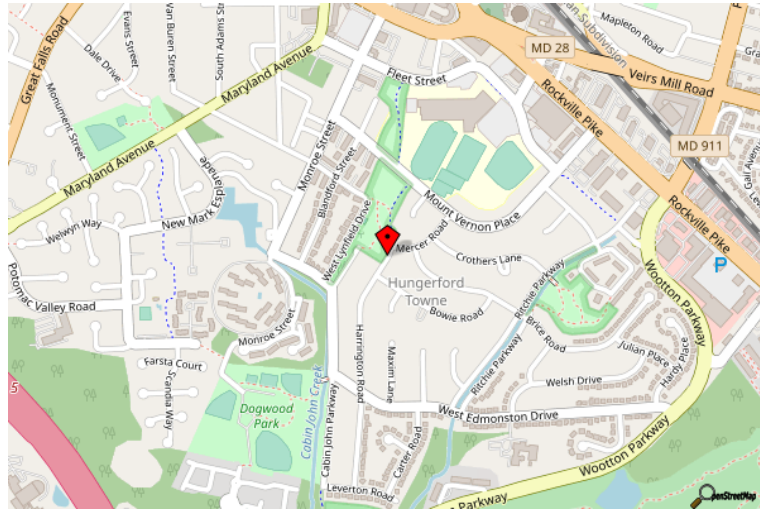 Mapleton Road
MD 28
Veirs Mill Road
Great Falls Road
Evans Street
Van Buren Street
South Adams St
Dale Drive
Maryland Avenue
Fleet Street
Rockville Pike
MD 911
Monument Street
Maryland Avenue
Monroe Street
Blandford Street
Mount Vernon Place
New Mark Esplanade
Welwyn Way
West Lynfield Drive
Mercer Road
Crothers Lane
Rockville Pike
P
Wootton Parkway
Potomac Valley Road
Hungerford
Towne
Ritchie Parkway
Bowie Road
Brice Road
Monroe Street
Harrington Road
Maxim Lane
Ritchie Parkway
Julian Place
Hardy Place
Farsta Court
Scandia Way
Welsh Drive
5
Dogwood
Park
Cabin John Creek
Cabin John Parkway
West Edmonston Drive
Carter Road
Wootton Parkway
Leverton Road
Parkway
OpenStreetMap